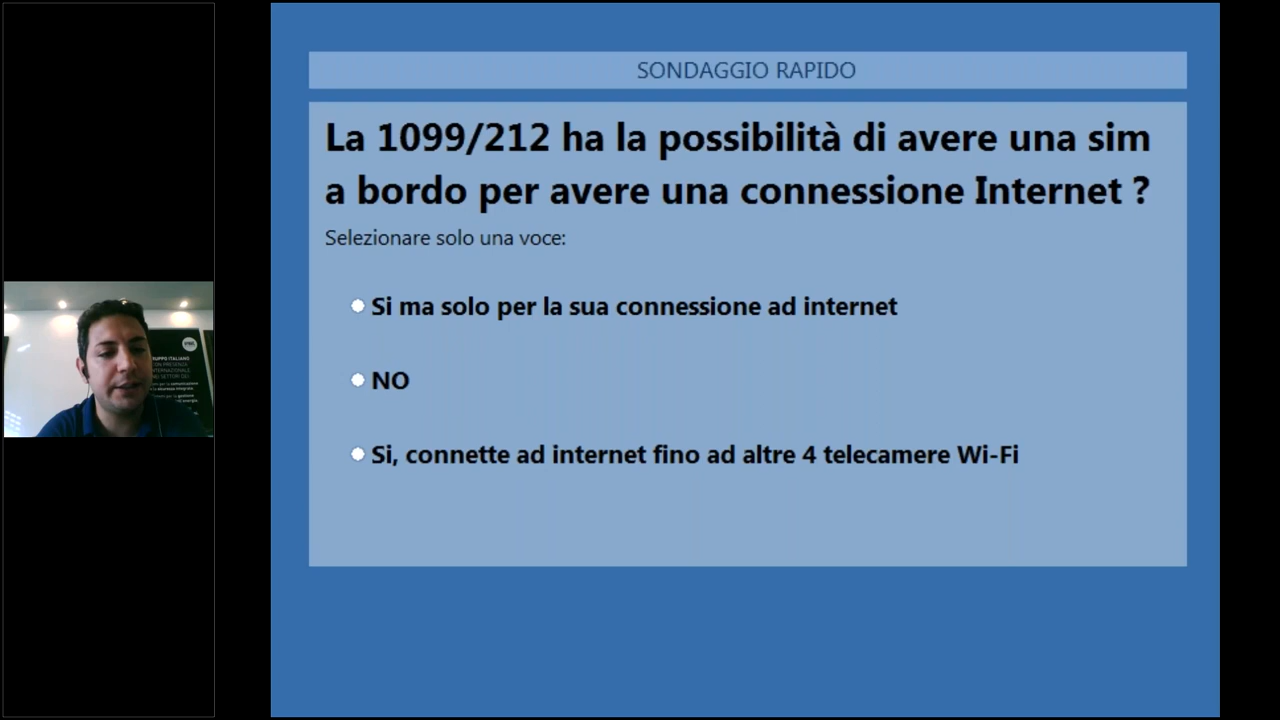 SONDAGGIO RAPIDO
La 1099/212 ha la possibilità di avere una sim
a bordo per avere una connessione Internet ?
Selezionare solo una voce:
Si ma solo per la sua connessione ad internet
NO
Si, connette ad internet fino ad altre 4 telecamere Wi-Fi